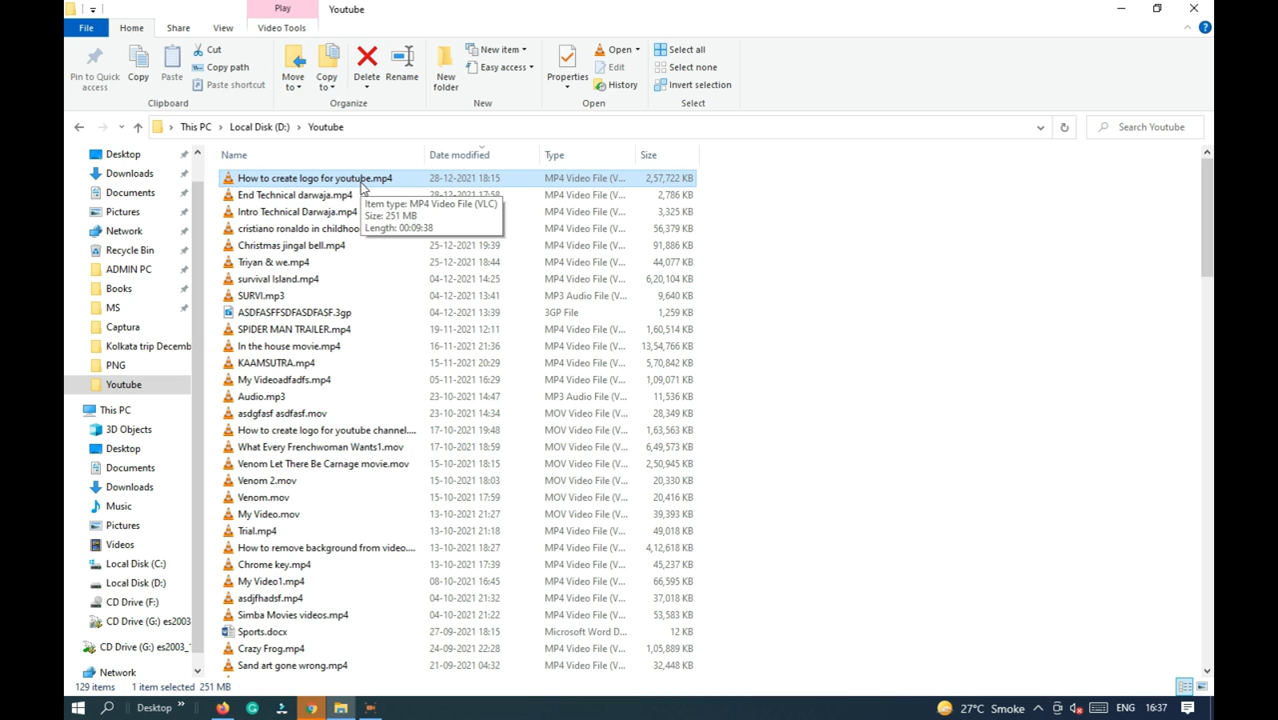 Play
Youtube
File
Home
Share
View
Video Tools
Pin to Quick access
Copy
Paste
Cut
Copy path
Paste shortcut
Clipboard
Move to
Copy to
Delete
Rename
Organize
New folder
New item
Easy access
New
Properties
Open
Edit
History
Open
Select all
Select none
Invert selection
Select
This PC
Local Disk (D:)
Youtube
Search Youtube
Name
Date modified
Type
Size
How to create logo for youtube.mp4 28-12-2021 18:15 MP4 Video File (V... 2,57,722 KB
End Technical darwaja.mp4 28-12-2021 17:58 MP4 Video File (V... 2,786 KB
Intro Technical Darwaja.mp4 MP4 Video File (V... 3,325 KB
cristiano ronaldo in childhoo MP4 Video File (V... 56,379 KB
Item type: MP4 Video File (VLC)
Size: 251 MB
Length: 00:09:38
Christmas jingal bell.mp4 25-12-2021 19:39 MP4 Video File (V... 91,886 KB
Triyan & we.mp4 25-12-2021 18:44 MP4 Video File (V... 44,077 KB
survival Island.mp4 04-12-2021 14:25 MP4 Video File (V... 6,20,104 KB
SURVI.mp3 04-12-2021 13:41 MP3 Audio File (V... 9,640 KB
ASDFASFFSDFASDFASF.3gp 04-12-2021 13:39 3GP File 1,259 KB
SPIDER MAN TRAILER.mp4 19-11-2021 12:11 MP4 Video File (V... 1,60,514 KB
In the house movie.mp4 16-11-2021 21:36 MP4 Video File (V... 13,54,766 KB
KAAMSUTRA.mp4 15-11-2021 20:29 MP4 Video File (V... 5,70,842 KB
My Videoadfadfs.mp4 05-11-2021 16:29 MP4 Video File (V... 1,09,071 KB
Audio.mp3 23-10-2021 14:47 MP3 Audio File (V... 11,536 KB
asdgfasf asdfasf.mov 23-10-2021 14:34 MOV Video File (V... 28,349 KB
How to create logo for youtube channel.... 17-10-2021 19:48 MOV Video File (V... 1,63,563 KB
What Every Frenchwoman Wants1.mov 17-10-2021 18:59 MOV Video File (V... 6,49,573 KB
Venom Let There Be Carnage movie.mov 15-10-2021 18:15 MOV Video File (V... 2,50,945 KB
Venom 2.mov 15-10-2021 18:03 MOV Video File (V... 20,330 KB
Venom.mov 15-10-2021 17:59 MOV Video File (V... 20,416 KB
My Video.mov 13-10-2021 21:27 MOV Video File (V... 39,393 KB
Trial.mp4 13-10-2021 21:18 MP4 Video File (V... 49,018 KB
How to remove background from video.... 13-10-2021 18:27 MP4 Video File (V... 4,12,618 KB
Chrome key.mp4 13-10-2021 17:39 MP4 Video File (V... 45,237 KB
My Video1.mp4 08-10-2021 16:45 MP4 Video File (V... 66,595 KB
asdjfhadsf.mp4 04-10-2021 21:32 MP4 Video File (V... 37,018 KB
Simba Movies videos.mp4 04-10-2021 21:22 MP4 Video File (V... 53,583 KB
Sports.docx 27-09-2021 18:15 Microsoft Word D... 12 KB
Crazy Frog.mp4 24-09-2021 22:28 MP4 Video File (V... 1,05,889 KB
Sand art gone wrong.mp4 21-09-2021 04:32 MP4 Video File (V... 32,448 KB
Desktop
Downloads
Documents
Pictures
Network
Recycle Bin
ADMIN PC
Books
MS
Captura
Kolkata trip Decemb
PNG
Youtube
This PC
3D Objects
Desktop
Documents
Downloads
Music
Pictures
Videos
Local Disk (C:)
Local Disk (D:)
CD Drive (F:)
CD Drive (G:) es2003
CD Drive (G:) es2003_1
Network
129 items 1 item selected 251 MB
Desktop
27°C Smoke
ENG
16:37